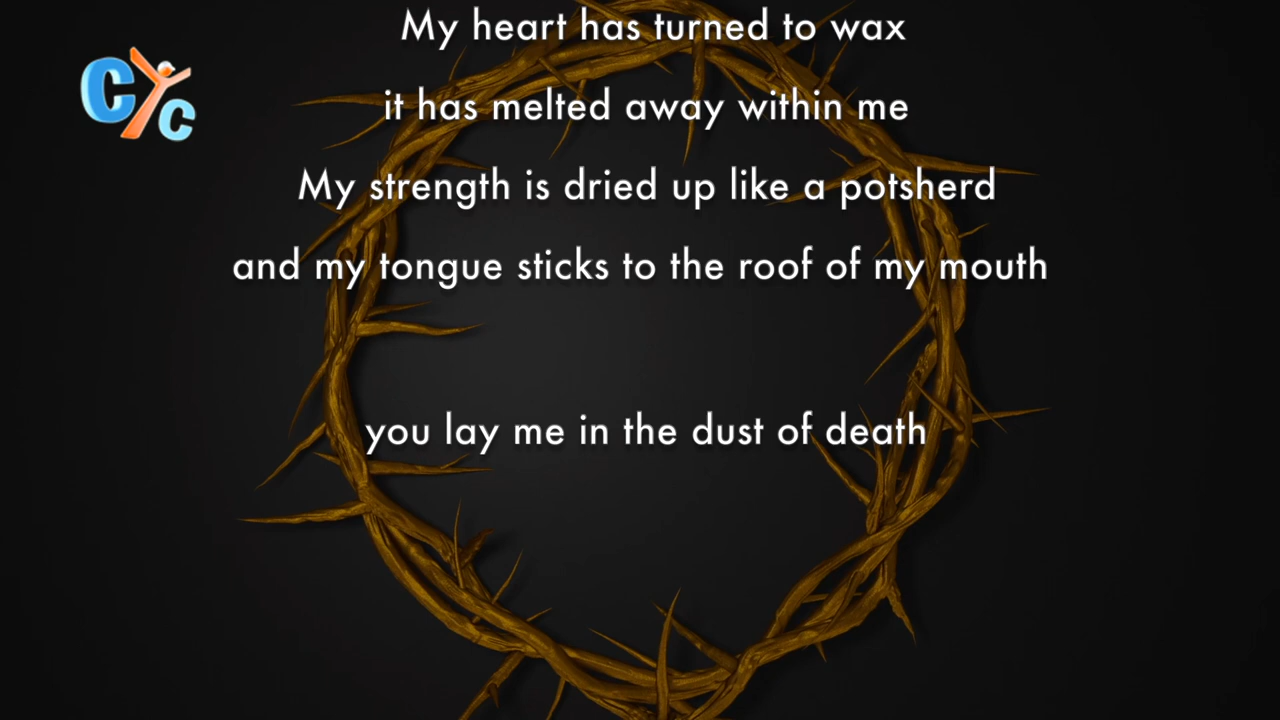 CYC
My heart has turned to wax
it has melted away within me
My strength is dried up like a potsherd
and my tongue sticks to the roof of my mouth
you lay me in the dust of death